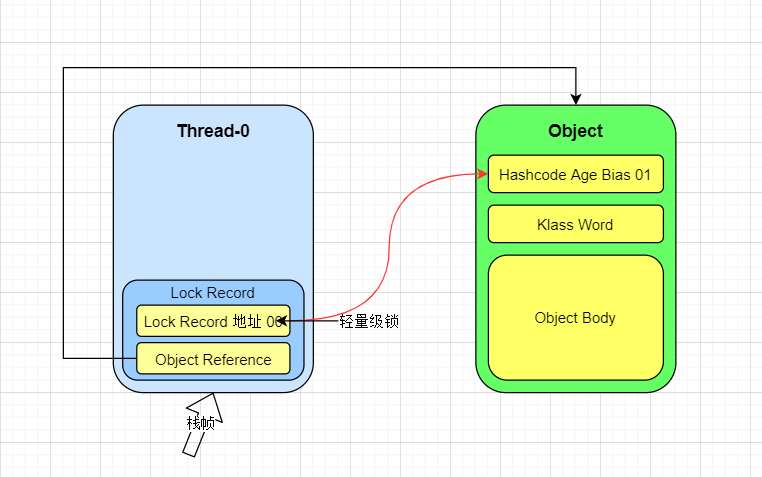 Thread-0
Object
Hashcode Age Bias 01
Klass Word
Lock Record
Lock Record 地址 00
轻量级锁
Object Body
Object Reference
栈帧